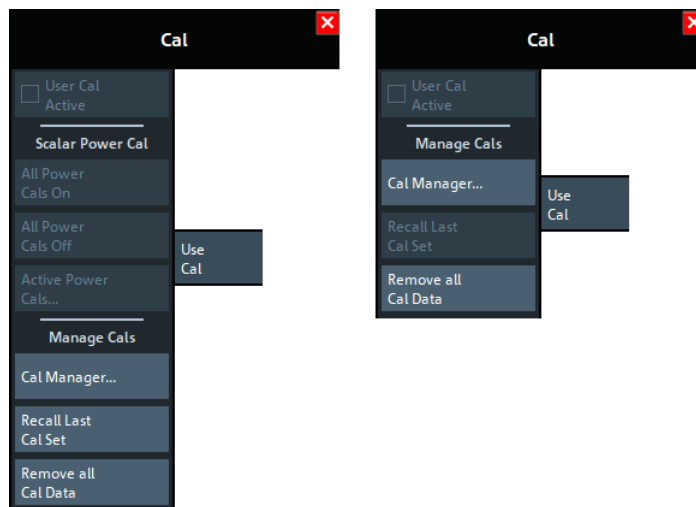 Cal
User Cal
Active
Scalar Power Cal
All Power
Cals On
All Power
Cals Off
Use
Cal
Active Power
Cals...
Manage Cals
Cal Manager...
Recall Last
Cal Set
Remove all
Cal Data
Cal
User Cal
Active
Manage Cals
Cal Manager...
Use
Cal
Recall Last
Cal Set
Remove all
Cal Data